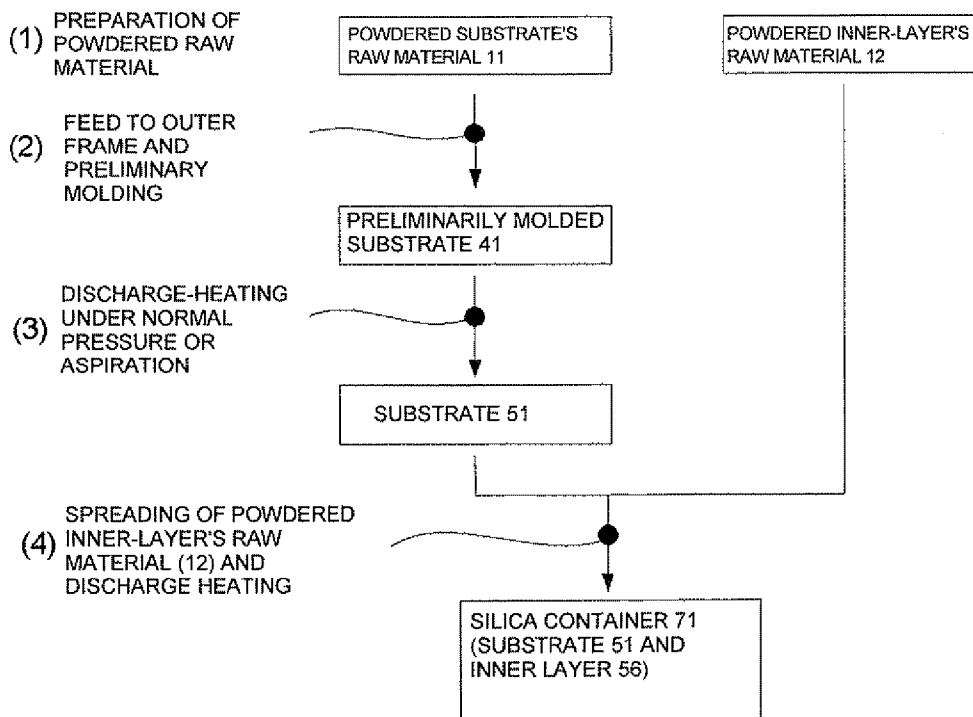 (1) PREPARATION OF
POWDERED RAW
MATERIAL
POWDERED SUBSTRATE'S
RAW MATERIAL 11
POWDERED INNER-LAYER'S
RAW MATERIAL 12
(2) FEED TO OUTER
FRAME AND
PRELIMINARY
MOLDING
PRELIMINARILY MOLDED
SUBSTRATE 41
(3) DISCHARGE-HEATING
UNDER NORMAL
PRESSURE OR
ASPIRATION
SUBSTRATE 51
(4) SPREADING OF POWDERED
INNER-LAYER'S RAW
MATERIAL (12) AND
DISCHARGE HEATING
SILICA CONTAINER 71
(SUBSTRATE 51 AND
INNER LAYER 56)